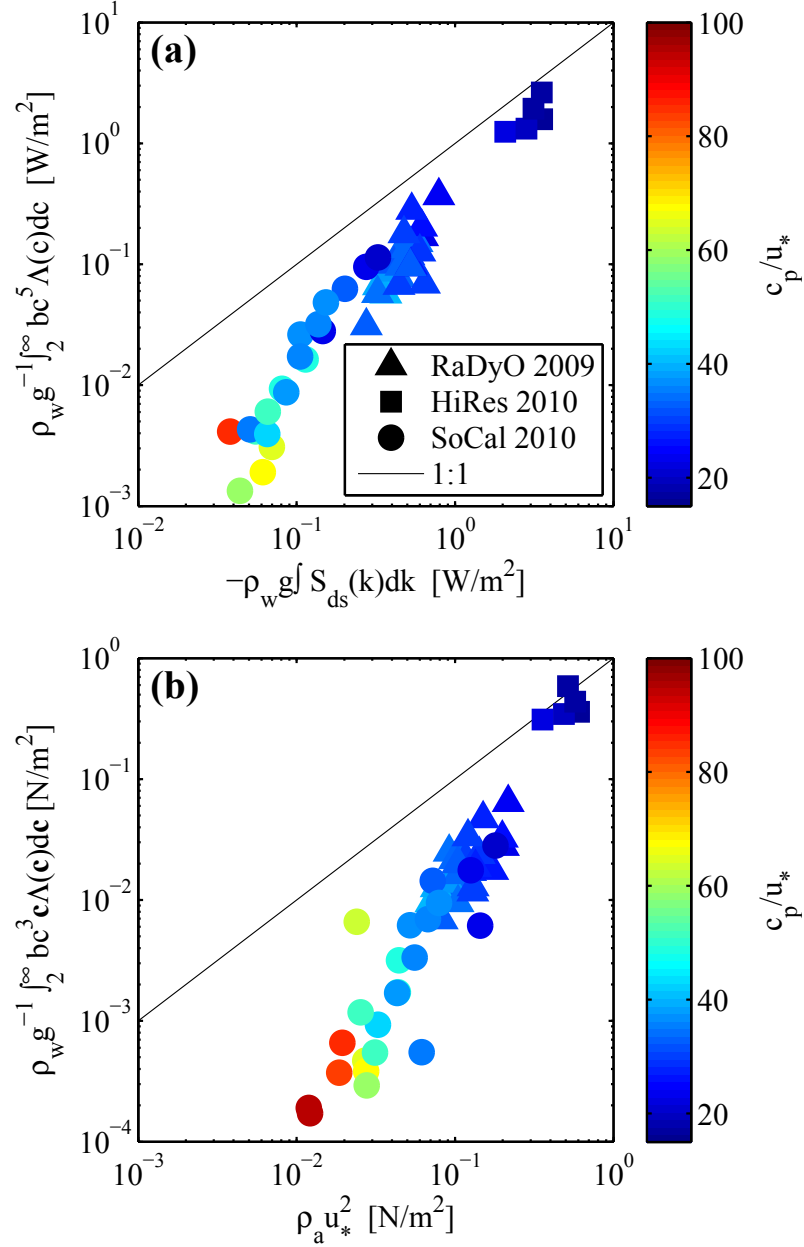 (a)
10^1
10^0
10^−1
10^−2
10^−3
ρ_w g^−1 ∫_2^∞ bc^5 Λ(c)dc [W/m^2]
RaDyO 2009
HiRes 2010
SoCal 2010
1:1
10^−2 10^−1 10^0 10^1
−ρ_w g∫ S_ds(k)dk [W/m^2]
100
80
60
40
20
c_p/u_*
(b)
10^0
10^−1
10^−2
10^−3
10^−4
ρ_w g^−1 ∫_2^∞ bc^3 cΛ(c)dc [N/m^2]
10^−3 10^−2 10^−1 10^0
ρ_a u_*^2 [N/m^2]
100
80
60
40
20
c_p/u_*